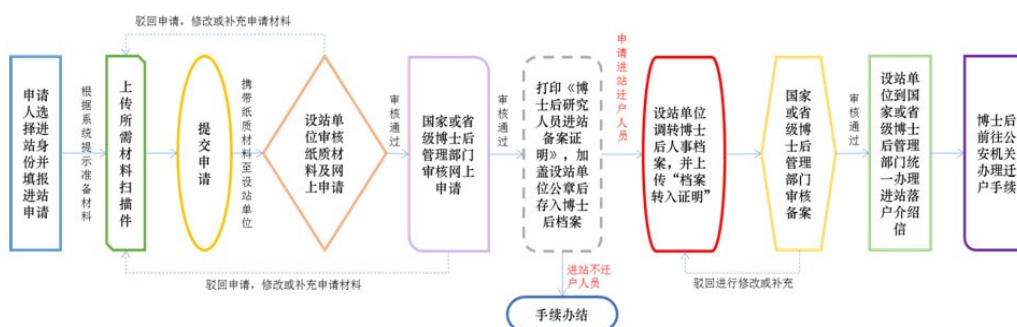 驳回申请，修改或补充申请材料
申请
人选
择进
站身
份并
填报
进站
申请
根据系统提示准备材料
上传所需材料扫描件
提交申请
携带纸质材料至设站单位
设站单
位审核
纸质材
料及网
上申请
审核通过
国家或省
级博士后
管理部门
审核网上
申请
审核通过
打印《博
士后研究
人员进站
备案证
明》，加
盖设站单
位公章后
存入博士
后档案
申请进站迁户人员
设站单位
调转博士
后人事档
案，并上
传“档案
转入证明”
国家
或省
级博
士后
管理
部门
审核
备案
审核通过
设站单
位到国
家或省
级博士
后管理
部门统
一办理
进站落
户介绍
信
博士后
前往公
安机关
办理迁
户手续
驳回申请，修改或补充申请材料
进站不迁
户人员
驳回进行修改或补充
手续办结